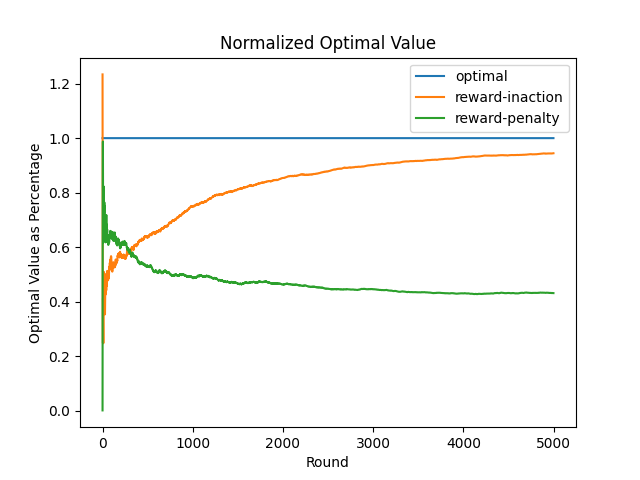 Normalized Optimal Value
optimal
reward-inaction
reward-penalty
Optimal Value as Percentage
1.2
1.0
0.8
0.6
0.4
0.2
0.0
0 1000 2000 3000 4000 5000
Round